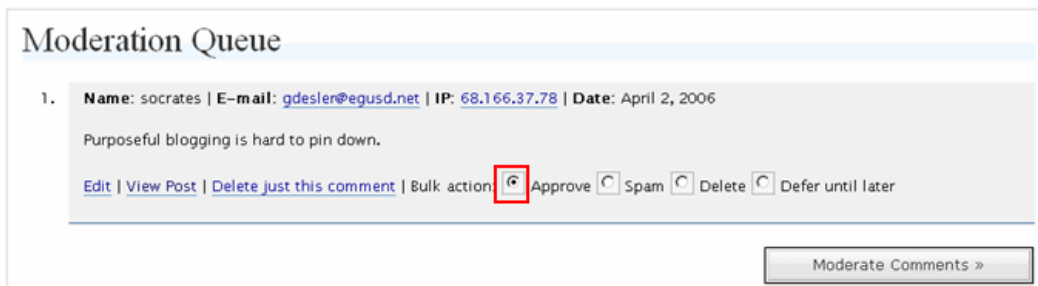 Moderation Queue
1. Name: socrates | E-mail: gdesler@egusd.net | IP: 68.166.37.78 | Date: April 2, 2006
Purposeful blogging is hard to pin down.
Edit | View Post | Delete just this comment | Bulk action: Approve Spam Delete Defer until later
Moderate Comments »